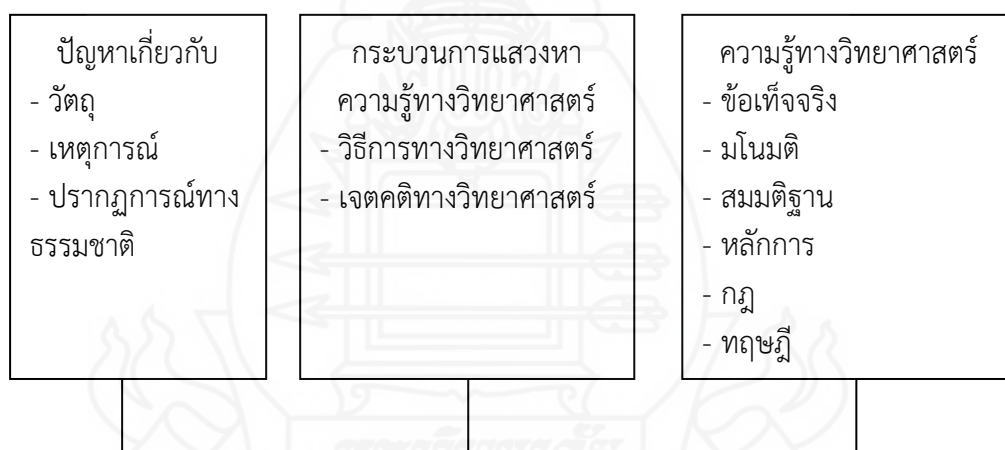 ปัญหาเกี่ยวกับ
- วัตถุ
- เหตุการณ์
- ปรากฏการณ์ทาง
ธรรมชาติ
กระบวนการแสวงหา
ความรู้ทางวิทยาศาสตร์
- วิธีการทางวิทยาศาสตร์
- เจตคติทางวิทยาศาสตร์
ความรู้ทางวิทยาศาสตร์
- ข้อเท็จจริง
- มโนมติ
- สมมติฐาน
- หลักการ
- กฎ
- ทฤษฎี